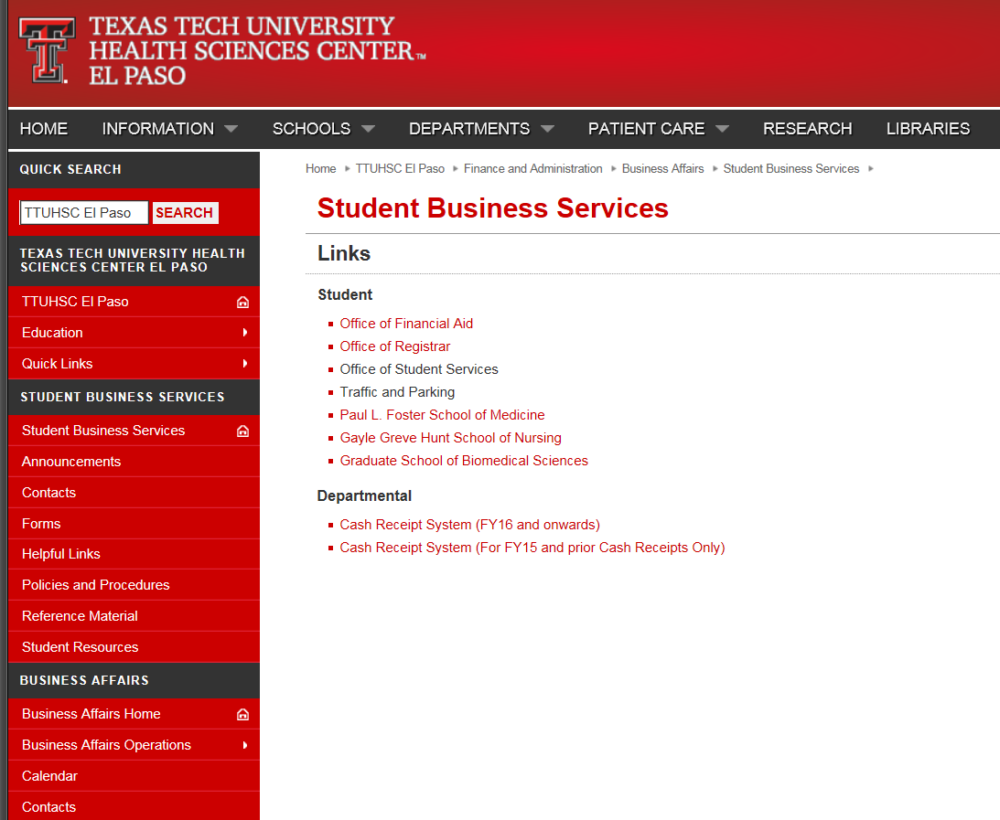 TEXAS TECH UNIVERSITY
HEALTH SCIENCES CENTER™
EL PASO
HOME INFORMATION SCHOOLS DEPARTMENTS PATIENT CARE RESEARCH LIBRARIES
QUICK SEARCH
TTUHSC El Paso SEARCH
TEXAS TECH UNIVERSITY HEALTH
SCIENCES CENTER EL PASO
TTUHSC El Paso
Education
Quick Links
STUDENT BUSINESS SERVICES
Student Business Services
Announcements
Contacts
Forms
Helpful Links
Policies and Procedures
Reference Material
Student Resources
BUSINESS AFFAIRS
Business Affairs Home
Business Affairs Operations
Calendar
Contacts
Home TTUHSC El Paso Finance and Administration Business Affairs Student Business Services
Student Business Services
Links
Student
Office of Financial Aid
Office of Registrar
Office of Student Services
Traffic and Parking
Paul L. Foster School of Medicine
Gayle Greve Hunt School of Nursing
Graduate School of Biomedical Sciences
Departmental
Cash Receipt System (FY16 and onwards)
Cash Receipt System (For FY15 and prior Cash Receipts Only)